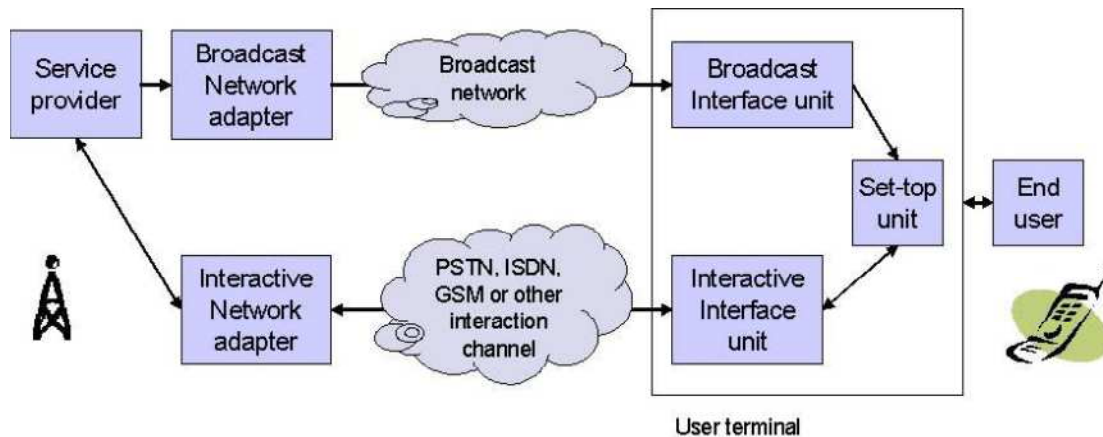 Service
provider
Broadcast
Network
adapter
Broadcast
network
Broadcast
Interface unit
Set-top
unit
End
user
Interactive
Network
adapter
PSTN, ISDN,
GSM or other
interaction
channel
Interactive
Interface
unit
User terminal